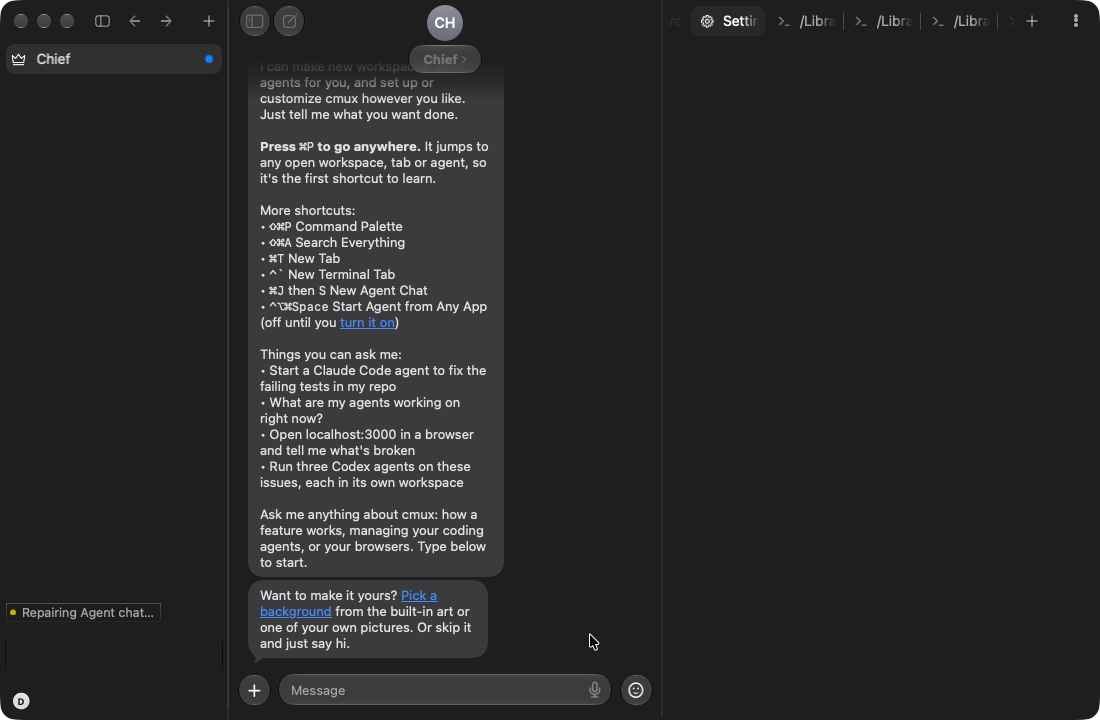 Chief
Repairing Agent chat...
D
CH
Chief ›
I can make new workspac
agents for you, and set up or
customize cmux however you like.
Just tell me what you want done.
Press ⌘P to go anywhere. It jumps to
any open workspace, tab or agent, so
it's the first shortcut to learn.
More shortcuts:
• ⇧⌘P Command Palette
• ⇧⌘A Search Everything
• ⌘T New Tab
• ^` New Terminal Tab
• ⌘J then S New Agent Chat
• ^⌥⌘Space Start Agent from Any App
(off until you turn it on)
Things you can ask me:
• Start a Claude Code agent to fix the
failing tests in my repo
• What are my agents working on
right now?
• Open localhost:3000 in a browser
and tell me what's broken
• Run three Codex agents on these
issues, each in its own workspace
Ask me anything about cmux: how a
feature works, managing your coding
agents, or your browsers. Type below
to start.
Want to make it yours? Pick a
background from the built-in art or
one of your own pictures. Or skip it
and just say hi.
Message
Settin
/Libra
/Libra
/Libra